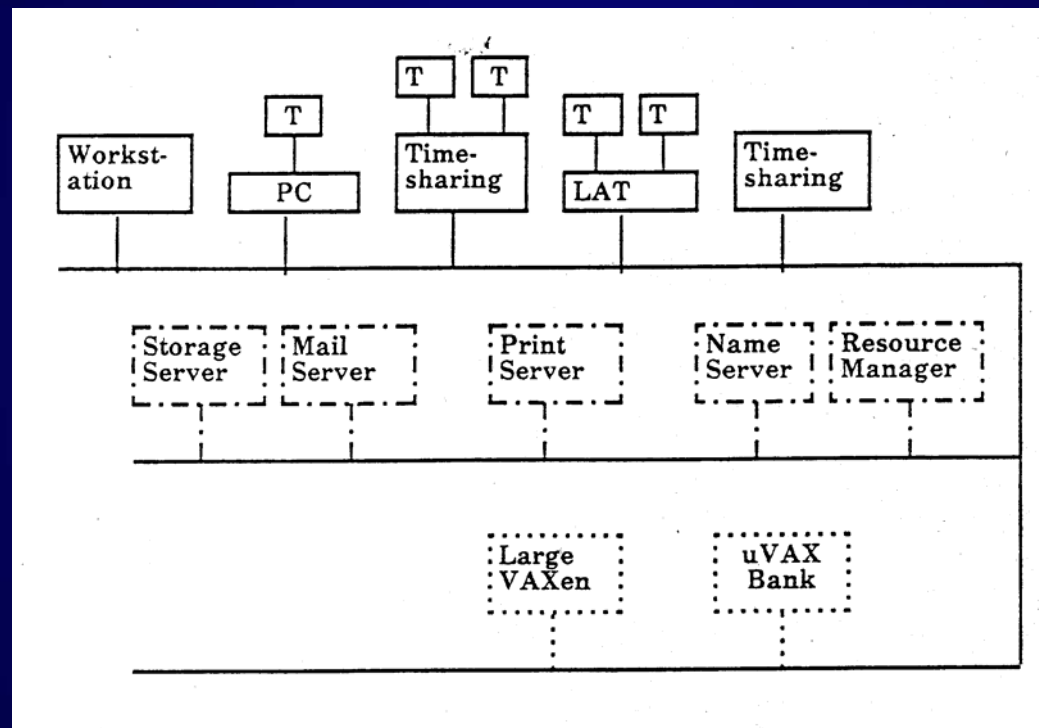 T T
T T T
Workst-
ation
PC
Time-
sharing
LAT
Time-
sharing
Storage
Server
Mail
Server
Print
Server
Name
Server
Resource
Manager
Large
VAXen
uVAX
Bank